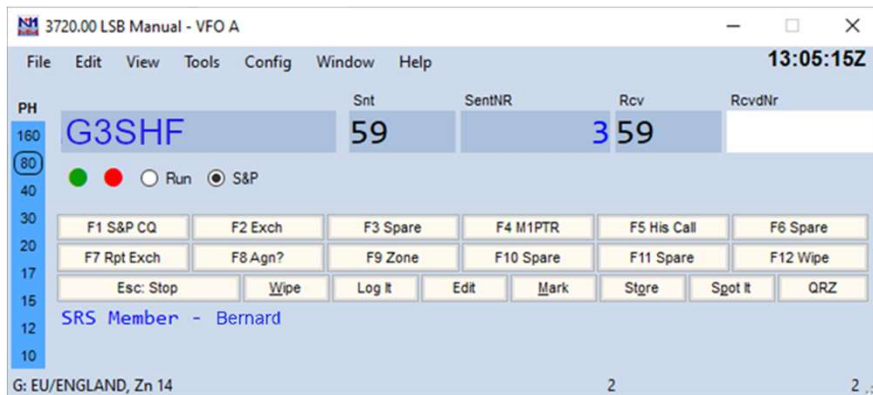 3720.00 LSB Manual - VFO A
File Edit View Tools Config Window Help 13:05:15Z
PH Snt SentNR Rcv RcvdNr
160 G3SHF 59 3 59
80 Run S&P
40
30 F1 S&P CQ F2 Exch F3 Spare F4 M1PTR F5 His Call F6 Spare
20 F7 Rpt Exch F8 Agn? F9 Zone F10 Spare F11 Spare F12 Wipe
17
15 Esc: Stop Wipe Log It Edit Mark Store Spot It QRZ
12 SRS Member - Bernard
10
G: EU/ENGLAND, Zn 14 2 2